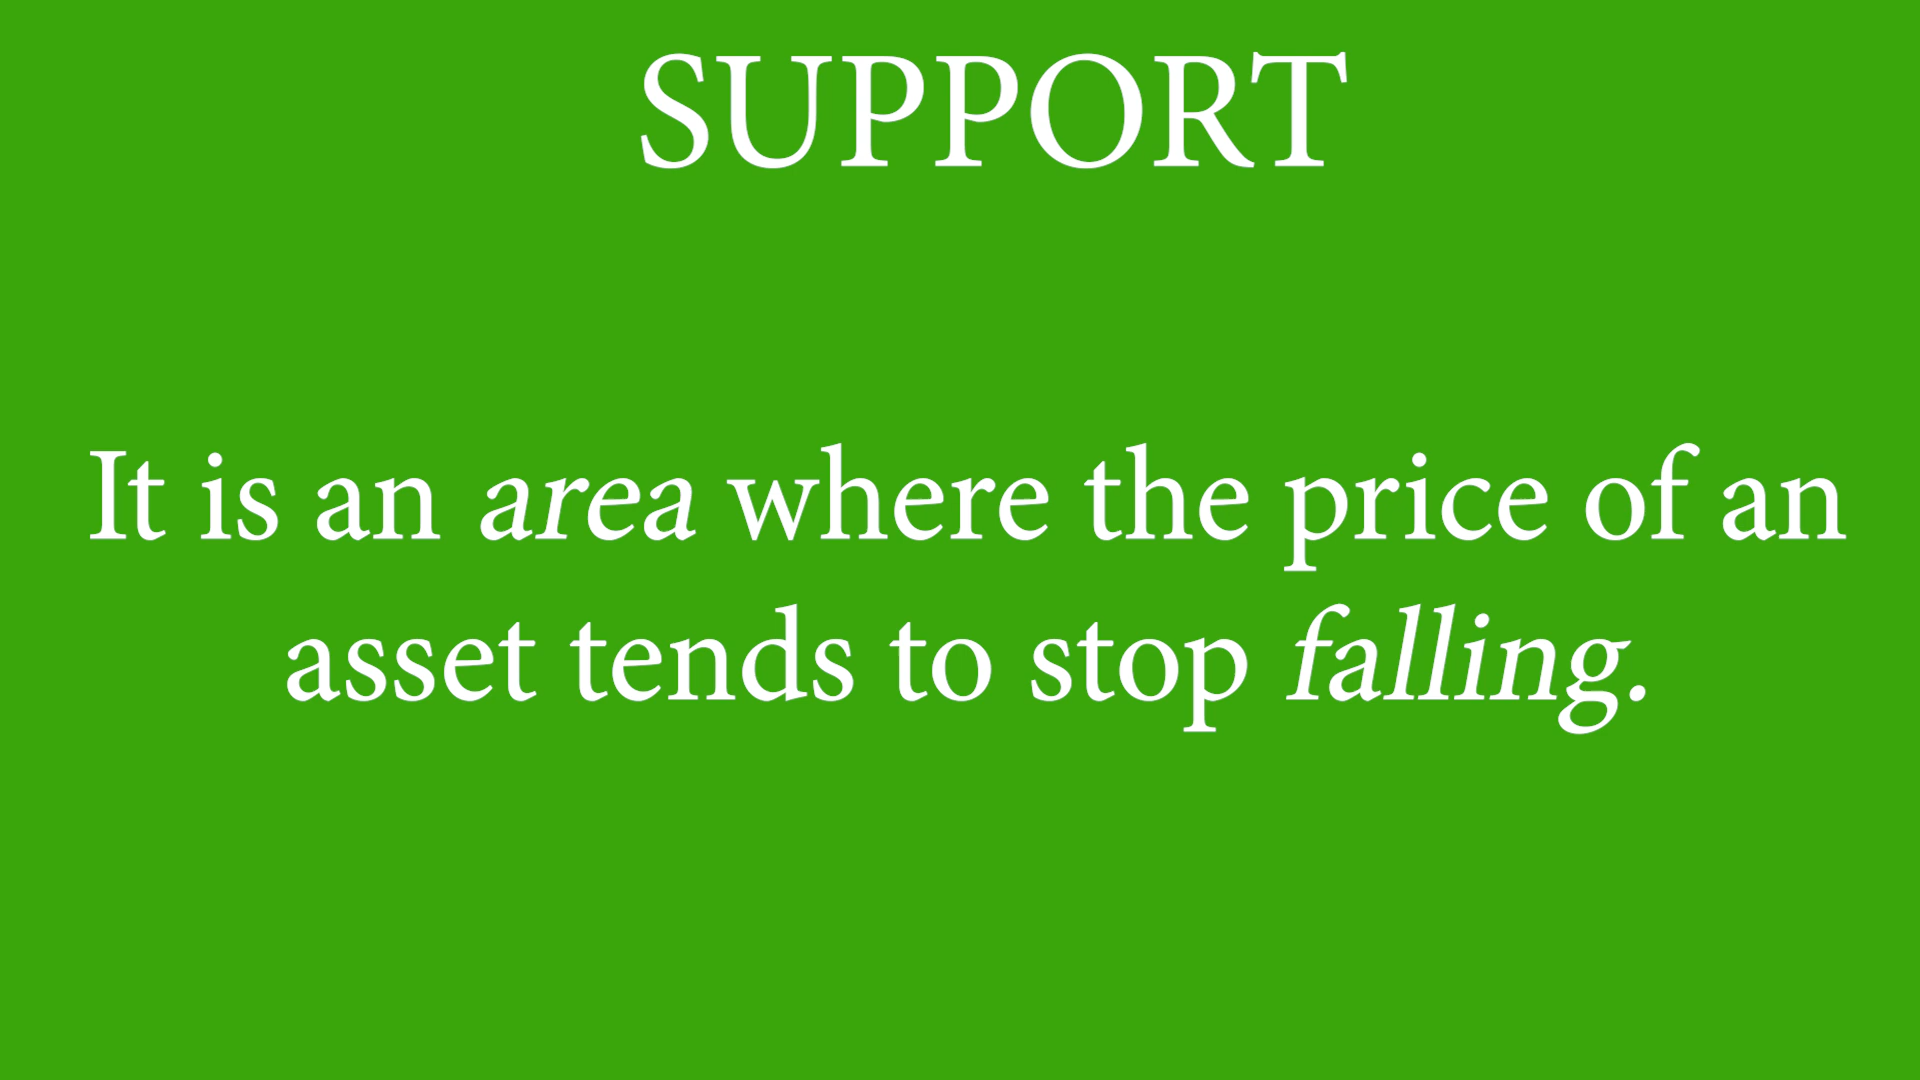 SUPPORT
It is an area where the price of an
asset tends to stop falling.